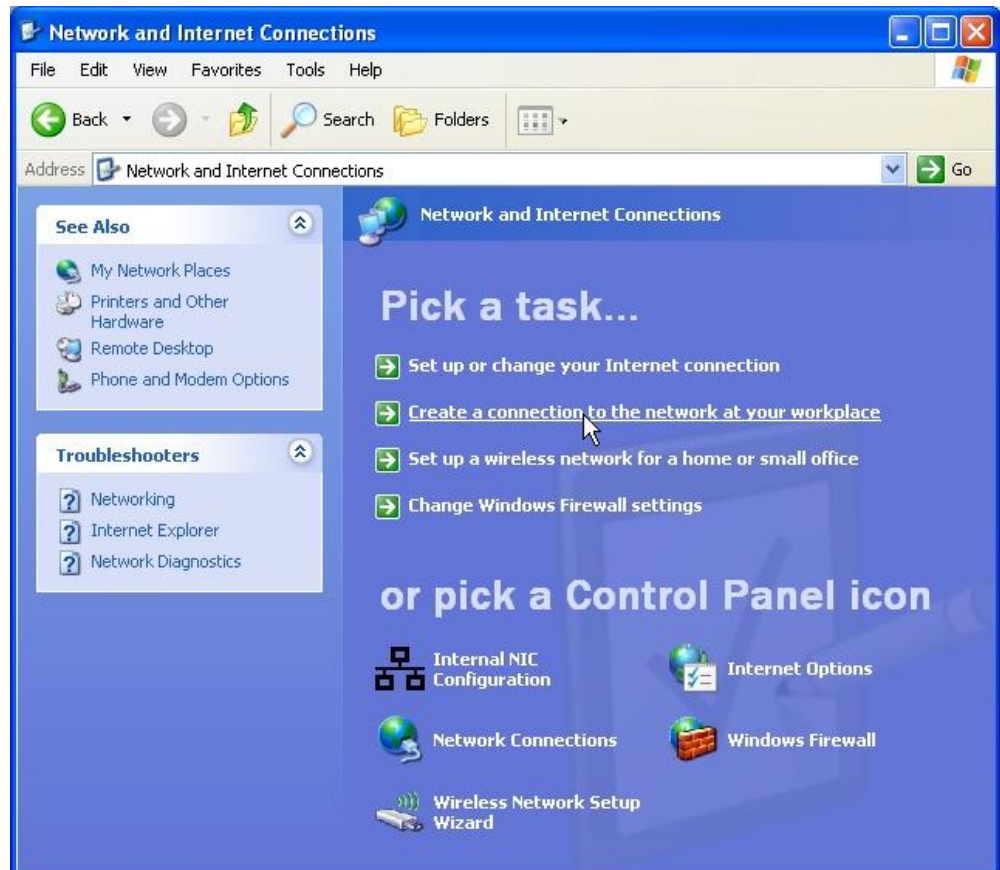 Network and Internet Connections
File Edit View Favorites Tools Help
Back Search Folders
Address Network and Internet Connections Go
See Also
My Network Places
Printers and Other
Hardware
Remote Desktop
Phone and Modem Options
Troubleshooters
Networking
Internet Explorer
Network Diagnostics
Network and Internet Connections
Pick a task...
Set up or change your Internet connection
Create a connection to the network at your workplace
Set up a wireless network for a home or small office
Change Windows Firewall settings
or pick a Control Panel icon
Internal NIC
Configuration
Internet Options
Network Connections
Windows Firewall
Wireless Network Setup
Wizard